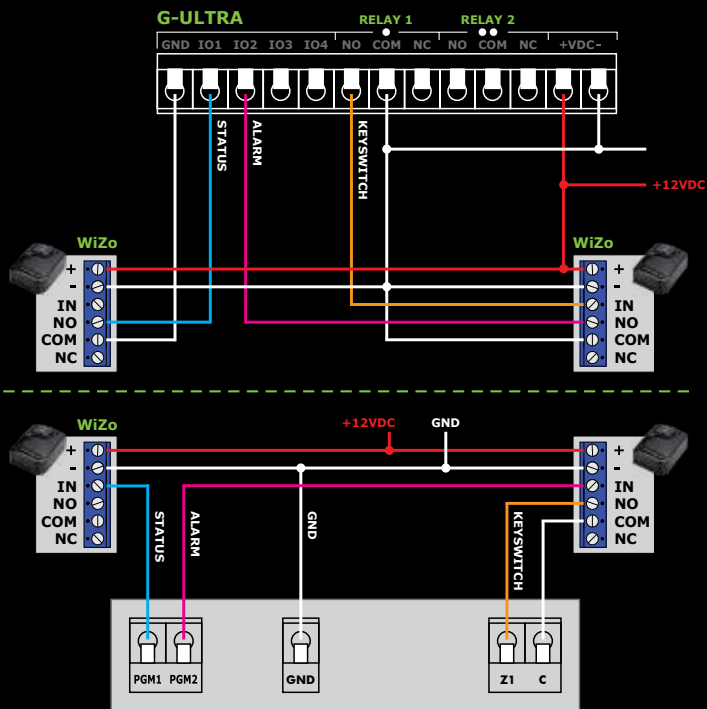 G-ULTRA
RELAY 1
RELAY 2
GND IO1 IO2 IO3 IO4 NO COM NC NO COM NC +VDC-
STATUS
ALARM
KEYSWITCH
+12VDC
WiZo
+
-
IN
NO
COM
NC
WiZo
+
-
IN
NO
COM
NC
WiZo
+
-
IN
NO
COM
NC
+12VDC
GND
+
-
IN
NO
COM
NC
STATUS
ALARM
GND
KEYSWITCH
PGM1 PGM2
GND
Z1 C